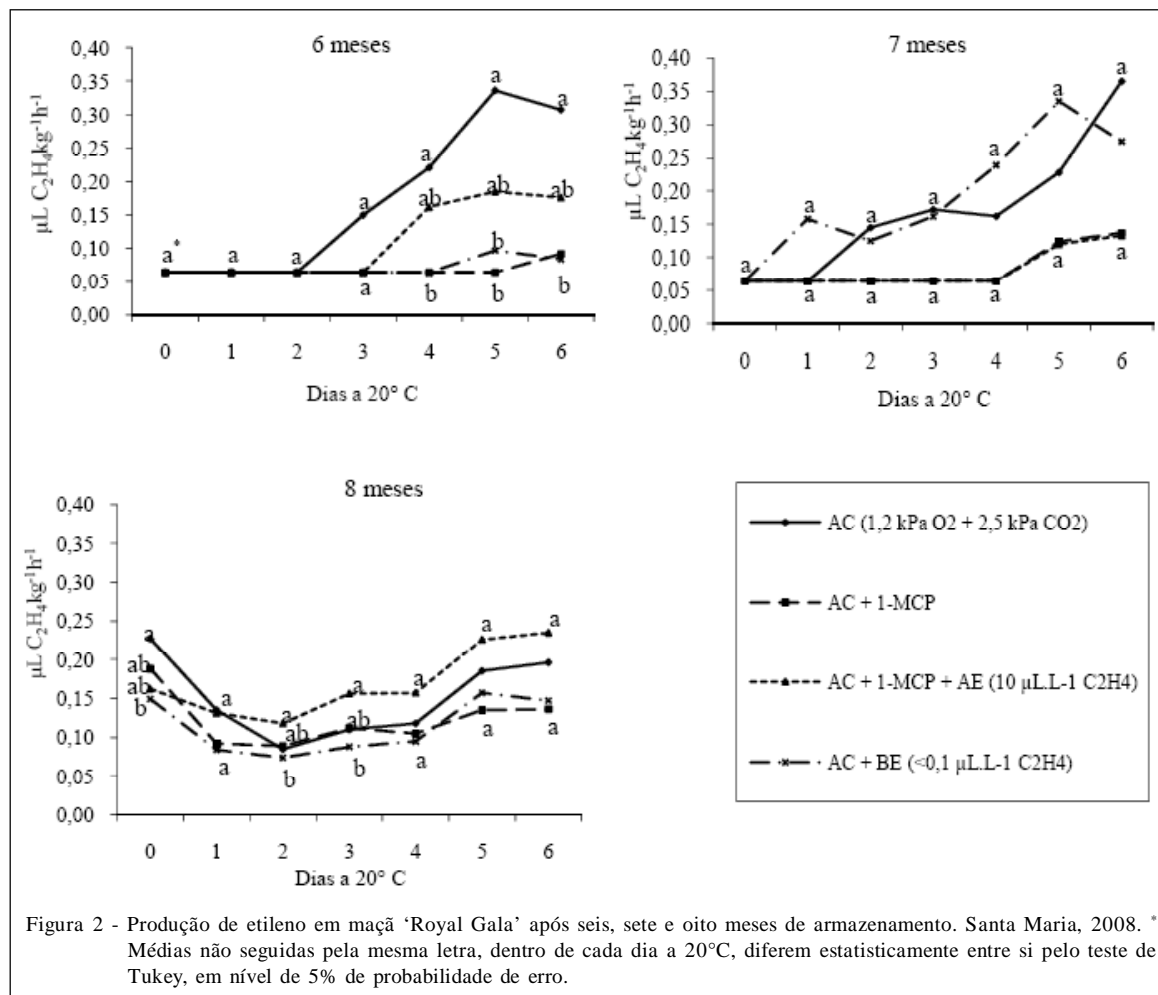 6 meses
µL C₂H₄kg⁻¹h⁻¹
0,40
0,35
0,30
0,25
0,20
0,15
0,10
0,05
0,00
a*
a
a
a
a
a
ab
b
a
ab
b
b
a
ab
b
0 1 2 3 4 5 6
Dias a 20° C
7 meses
µL C₂H₄kg⁻¹h⁻¹
0,40
0,35
0,30
0,25
0,20
0,15
0,10
0,05
0,00
a
a
a
a
a
a
a
a
a
a
a
a
a
0 1 2 3 4 5 6
Dias a 20° C
8 meses
µL C₂H₄kg⁻¹h⁻¹
0,40
0,35
0,30
0,25
0,20
0,15
0,10
0,05
0,00
a
ab
ab
b
a
a
a
ab
b
a
ab
b
a
a
a
a
a
a
0 1 2 3 4 5 6
Dias a 20° C
AC (1,2 kPa O2 + 2,5 kPa CO2)
AC + 1-MCP
AC + 1-MCP + AE (10 µL.L-1 C2H4)
AC + BE (<0,1 µL.L-1 C2H4)
Figura 2 - Produção de etileno em maçã ‘Royal Gala’ após seis, sete e oito meses de armazenamento. Santa Maria, 2008. *
Médias não seguidas pela mesma letra, dentro de cada dia a 20°C, diferem estatisticamente entre si pelo teste de
Tukey, em nível de 5% de probabilidade de erro.